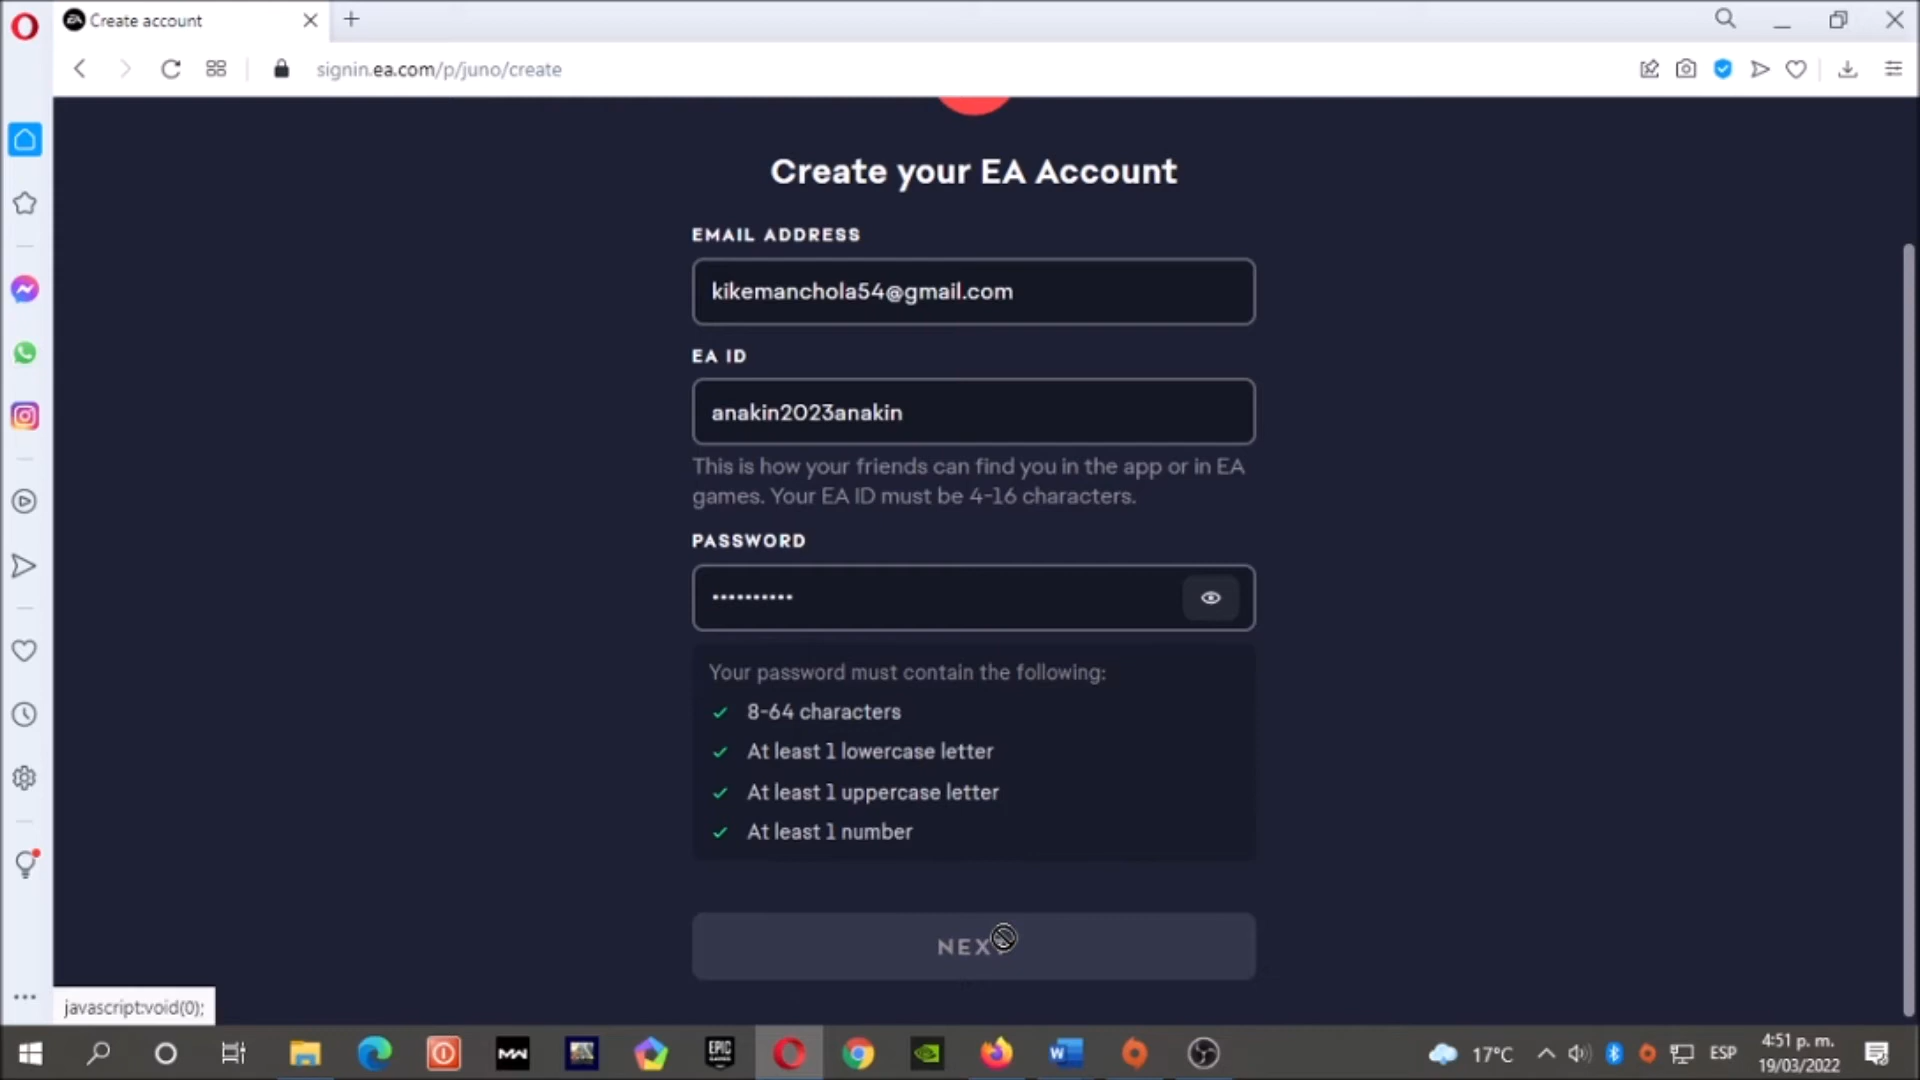 Create account
signin.ea.com/p/juno/create
Create your EA Account
EMAIL ADDRESS
kikemanchola54@gmail.com
EA ID
anakin2023anakin
This is how your friends can find you in the app or in EA
games. Your EA ID must be 4-16 characters.
PASSWORD
Your password must contain the following:
8-64 characters
At least 1 lowercase letter
At least 1 uppercase letter
At least 1 number
NEXT
javascript:void(0);
MW
EPIC
GAMES
W
17°C
ESP
4:51 p. m.
19/03/2022